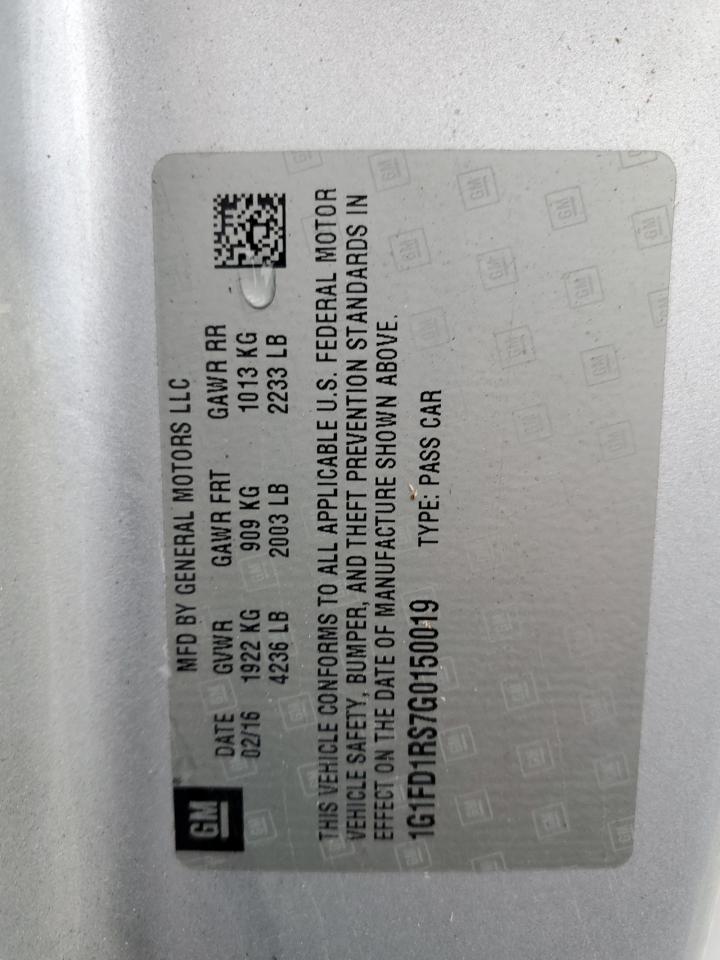 GM
MFD BY GENERAL MOTORS LLC
DATE GVWR GAWR FRT GAWR RR
02/16 1922 KG 909 KG 1013 KG
4236 LB 2003 LB 2233 LB
THIS VEHICLE CONFORMS TO ALL APPLICABLE U.S. FEDERAL MOTOR
VEHICLE SAFETY, BUMPER, AND THEFT PREVENTION STANDARDS IN
EFFECT ON THE DATE OF MANUFACTURE SHOWN ABOVE.
1G1FD1RS7G0150019 TYPE: PASS CAR